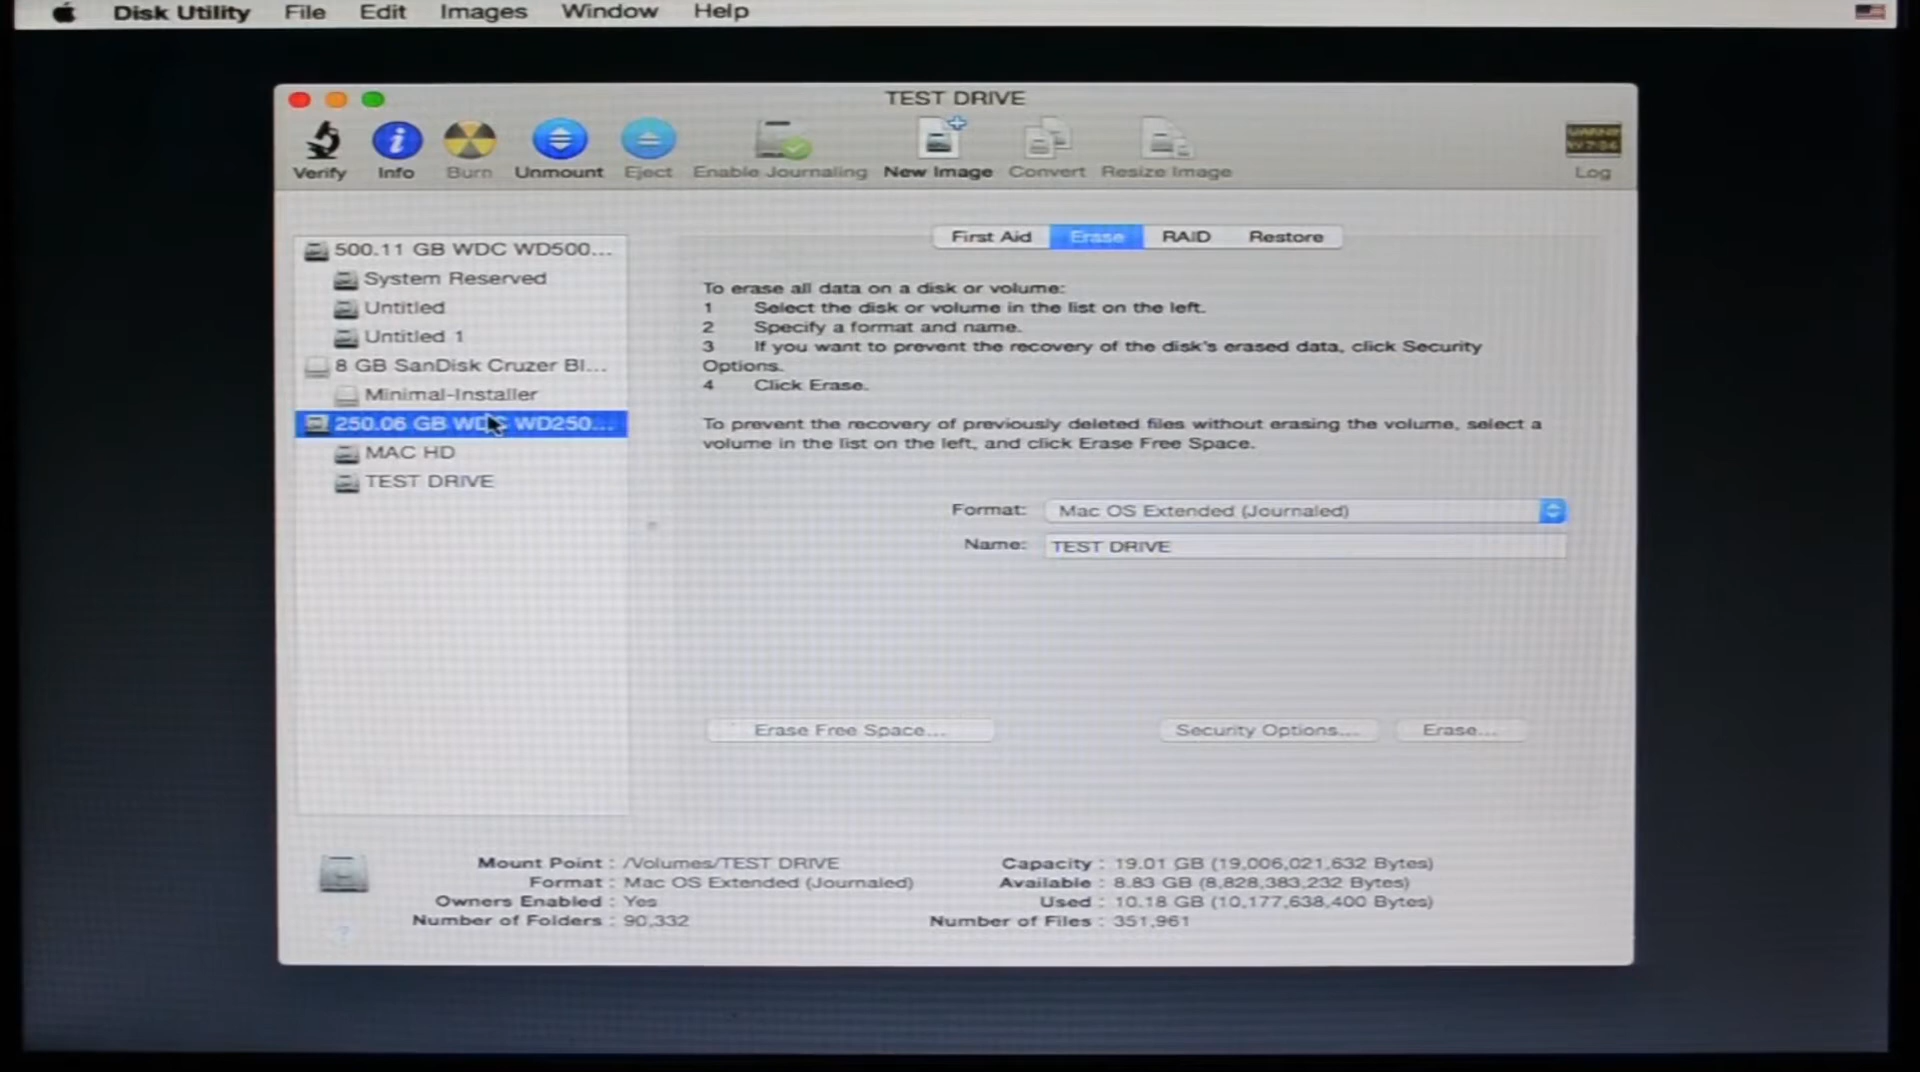 Disk Utility File Edit Images Window Help
TEST DRIVE
Verify Info Burn Unmount Eject Enable Journaling New Image Convert Resize Image Log
500.11 GB WDC WD500...
System Reserved
Untitled
Untitled 1
8 GB SanDisk Cruzer Bl...
Minimal-Installer
250.06 GB WDC WD250...
MAC HD
TEST DRIVE
First Aid Erase RAID Restore
To erase all data on a disk or volume:
1 Select the disk or volume in the list on the left.
2 Specify a format and name.
3 If you want to prevent the recovery of the disk's erased data, click Security
Options.
4 Click Erase.
To prevent the recovery of previously deleted files without erasing the volume, select a
volume in the list on the left, and click Erase Free Space.
Format: Mac OS Extended (Journaled)
Name: TEST DRIVE
Erase Free Space... Security Options... Erase...
Mount Point : /Volumes/TEST DRIVE
Format : Mac OS Extended (Journaled)
Owners Enabled : Yes
Number of Folders : 90,332
Capacity : 19.01 GB (19,006,021,632 Bytes)
Available : 8.83 GB (8,828,383,232 Bytes)
Used : 10.18 GB (10,177,638,400 Bytes)
Number of Files : 351,961